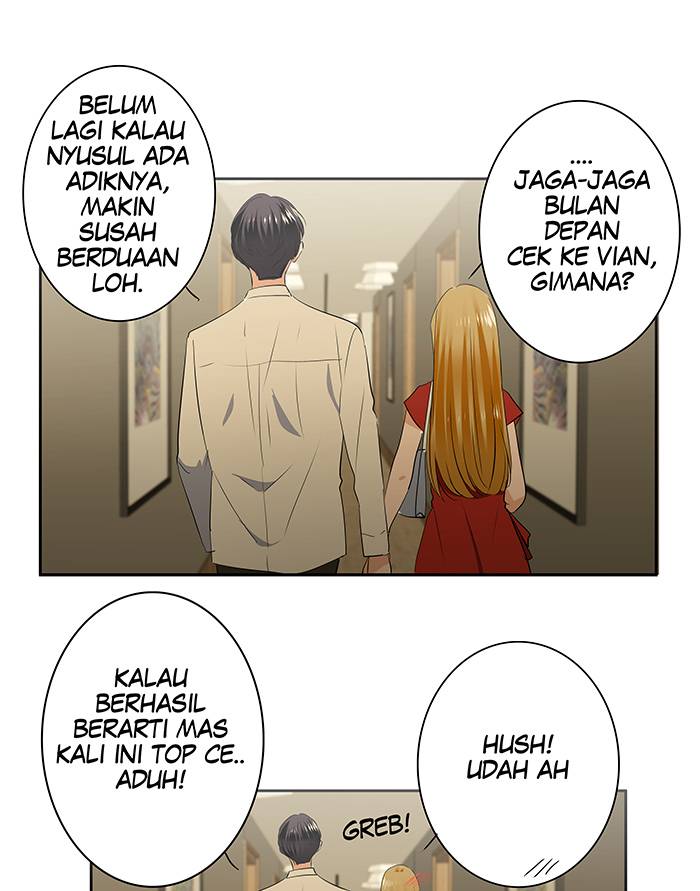 BELUM
LAGI KALAU
NYUSUL ADA
ADIKNYA,
MAKIN
SUSAH
BERDUAAN
LOH.
....
JAGA-JAGA
BULAN
DEPAN
CEK KE VIAN,
GIMANA?
KALAU
BERHASIL
BERARTI MAS
KALI INI TOP CE..
ADUH!
HUSH!
UDAH AH
GREB!